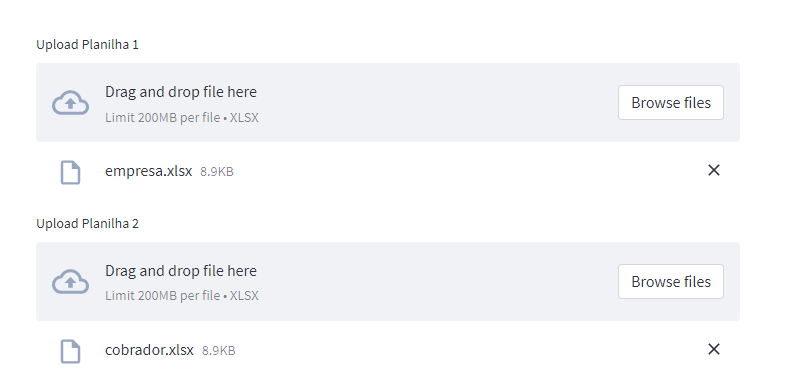 Upload Planilha 1
Drag and drop file here
Limit 200MB per file • XLSX
Browse files
empresa.xlsx 8.9KB
Upload Planilha 2
Drag and drop file here
Limit 200MB per file • XLSX
Browse files
cobrador.xlsx 8.9KB